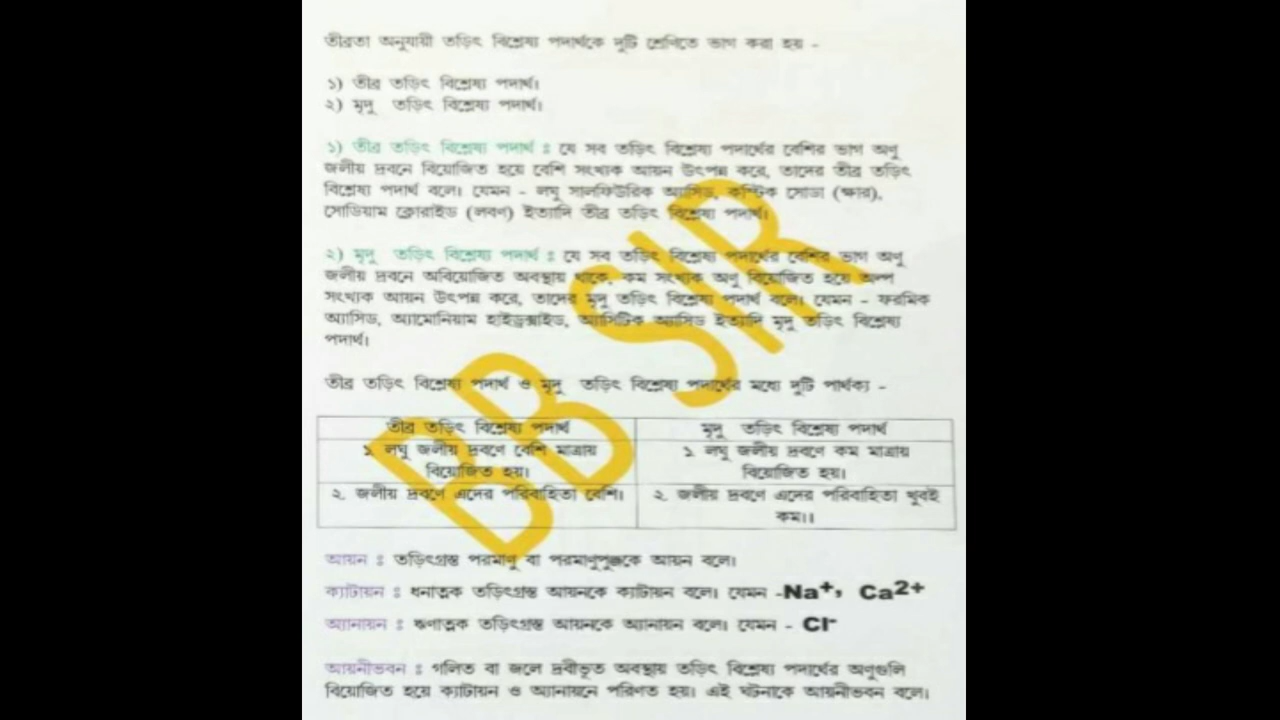 তীব্রতা অনুযায়ী তড়িৎ বিশ্লেষ্য পদার্থকে দুটি শ্রেণিতে ভাগ করা হয় -
১) তীব্র তড়িৎ বিশ্লেষ্য পদার্থ।
২) মৃদু তড়িৎ বিশ্লেষ্য পদার্থ।
১) তীব্র তড়িৎ বিশ্লেষ্য পদার্থ ঃ যে সব তড়িৎ বিশ্লেষ্য পদার্থের বেশির ভাগ অণু
জলীয় দ্রবনে বিয়োজিত হয়ে বেশি সংখ্যক আয়ন উৎপন্ন করে, তাদের তীব্র তড়িৎ
বিশ্লেষ্য পদার্থ বলে। যেমন - লঘু সালফিউরিক অ্যাসিড, কস্টিক সোডা (ক্ষার),
সোডিয়াম ক্লোরাইড (লবণ) ইত্যাদি তীব্র তড়িৎ বিশ্লেষ্য পদার্থ।
২) মৃদু তড়িৎ বিশ্লেষ্য পদার্থ ঃ যে সব তড়িৎ বিশ্লেষ্য পদার্থের বেশির ভাগ অণু
জলীয় দ্রবনে অবিয়োজিত অবস্থায় থাকে, কম সংখ্যক অণু বিয়োজিত হয়ে অল্প
সংখ্যক আয়ন উৎপন্ন করে, তাদের মৃদু তড়িৎ বিশ্লেষ্য পদার্থ বলে। যেমন - ফরমিক
অ্যাসিড, অ্যামোনিয়াম হাইড্রক্সাইড, অ্যাসিটিক অ্যাসিড ইত্যাদি মৃদু তড়িৎ বিশ্লেষ্য
পদার্থ।
তীব্র তড়িৎ বিশ্লেষ্য পদার্থ ও মৃদু তড়িৎ বিশ্লেষ্য পদার্থের মধ্যে দুটি পার্থক্য -
তীব্র তড়িৎ বিশ্লেষ্য পদার্থ
১. লঘু জলীয় দ্রবণে বেশি মাত্রায়
বিয়োজিত হয়।
২. জলীয় দ্রবণে এদের পরিবাহিতা বেশি।
মৃদু তড়িৎ বিশ্লেষ্য পদার্থ
১. লঘু জলীয় দ্রবণে কম মাত্রায়
বিয়োজিত হয়।
২. জলীয় দ্রবণে এদের পরিবাহিতা খুবই
কম।।
আয়ন ঃ তড়িৎগ্রস্ত পরমাণু বা পরমাণুপুঞ্জকে আয়ন বলে।
ক্যাটায়ন ঃ ধনাত্নক তড়িৎগ্রস্ত আয়নকে ক্যাটায়ন বলে। যেমন -Na⁺, Ca²⁺
অ্যানায়ন ঃ ঋণাত্নক তড়িৎগ্রস্ত আয়নকে অ্যানায়ন বলে। যেমন - Cl⁻
আয়নীভবন ঃ গলিত বা জলে দ্রবীভূত অবস্থায় তড়িৎ বিশ্লেষ্য পদার্থের অণুগুলি
বিয়োজিত হয়ে ক্যাটায়ন ও অ্যানায়নে পরিণত হয়। এই ঘটনাকে আয়নীভবন বলে।
BB SIR